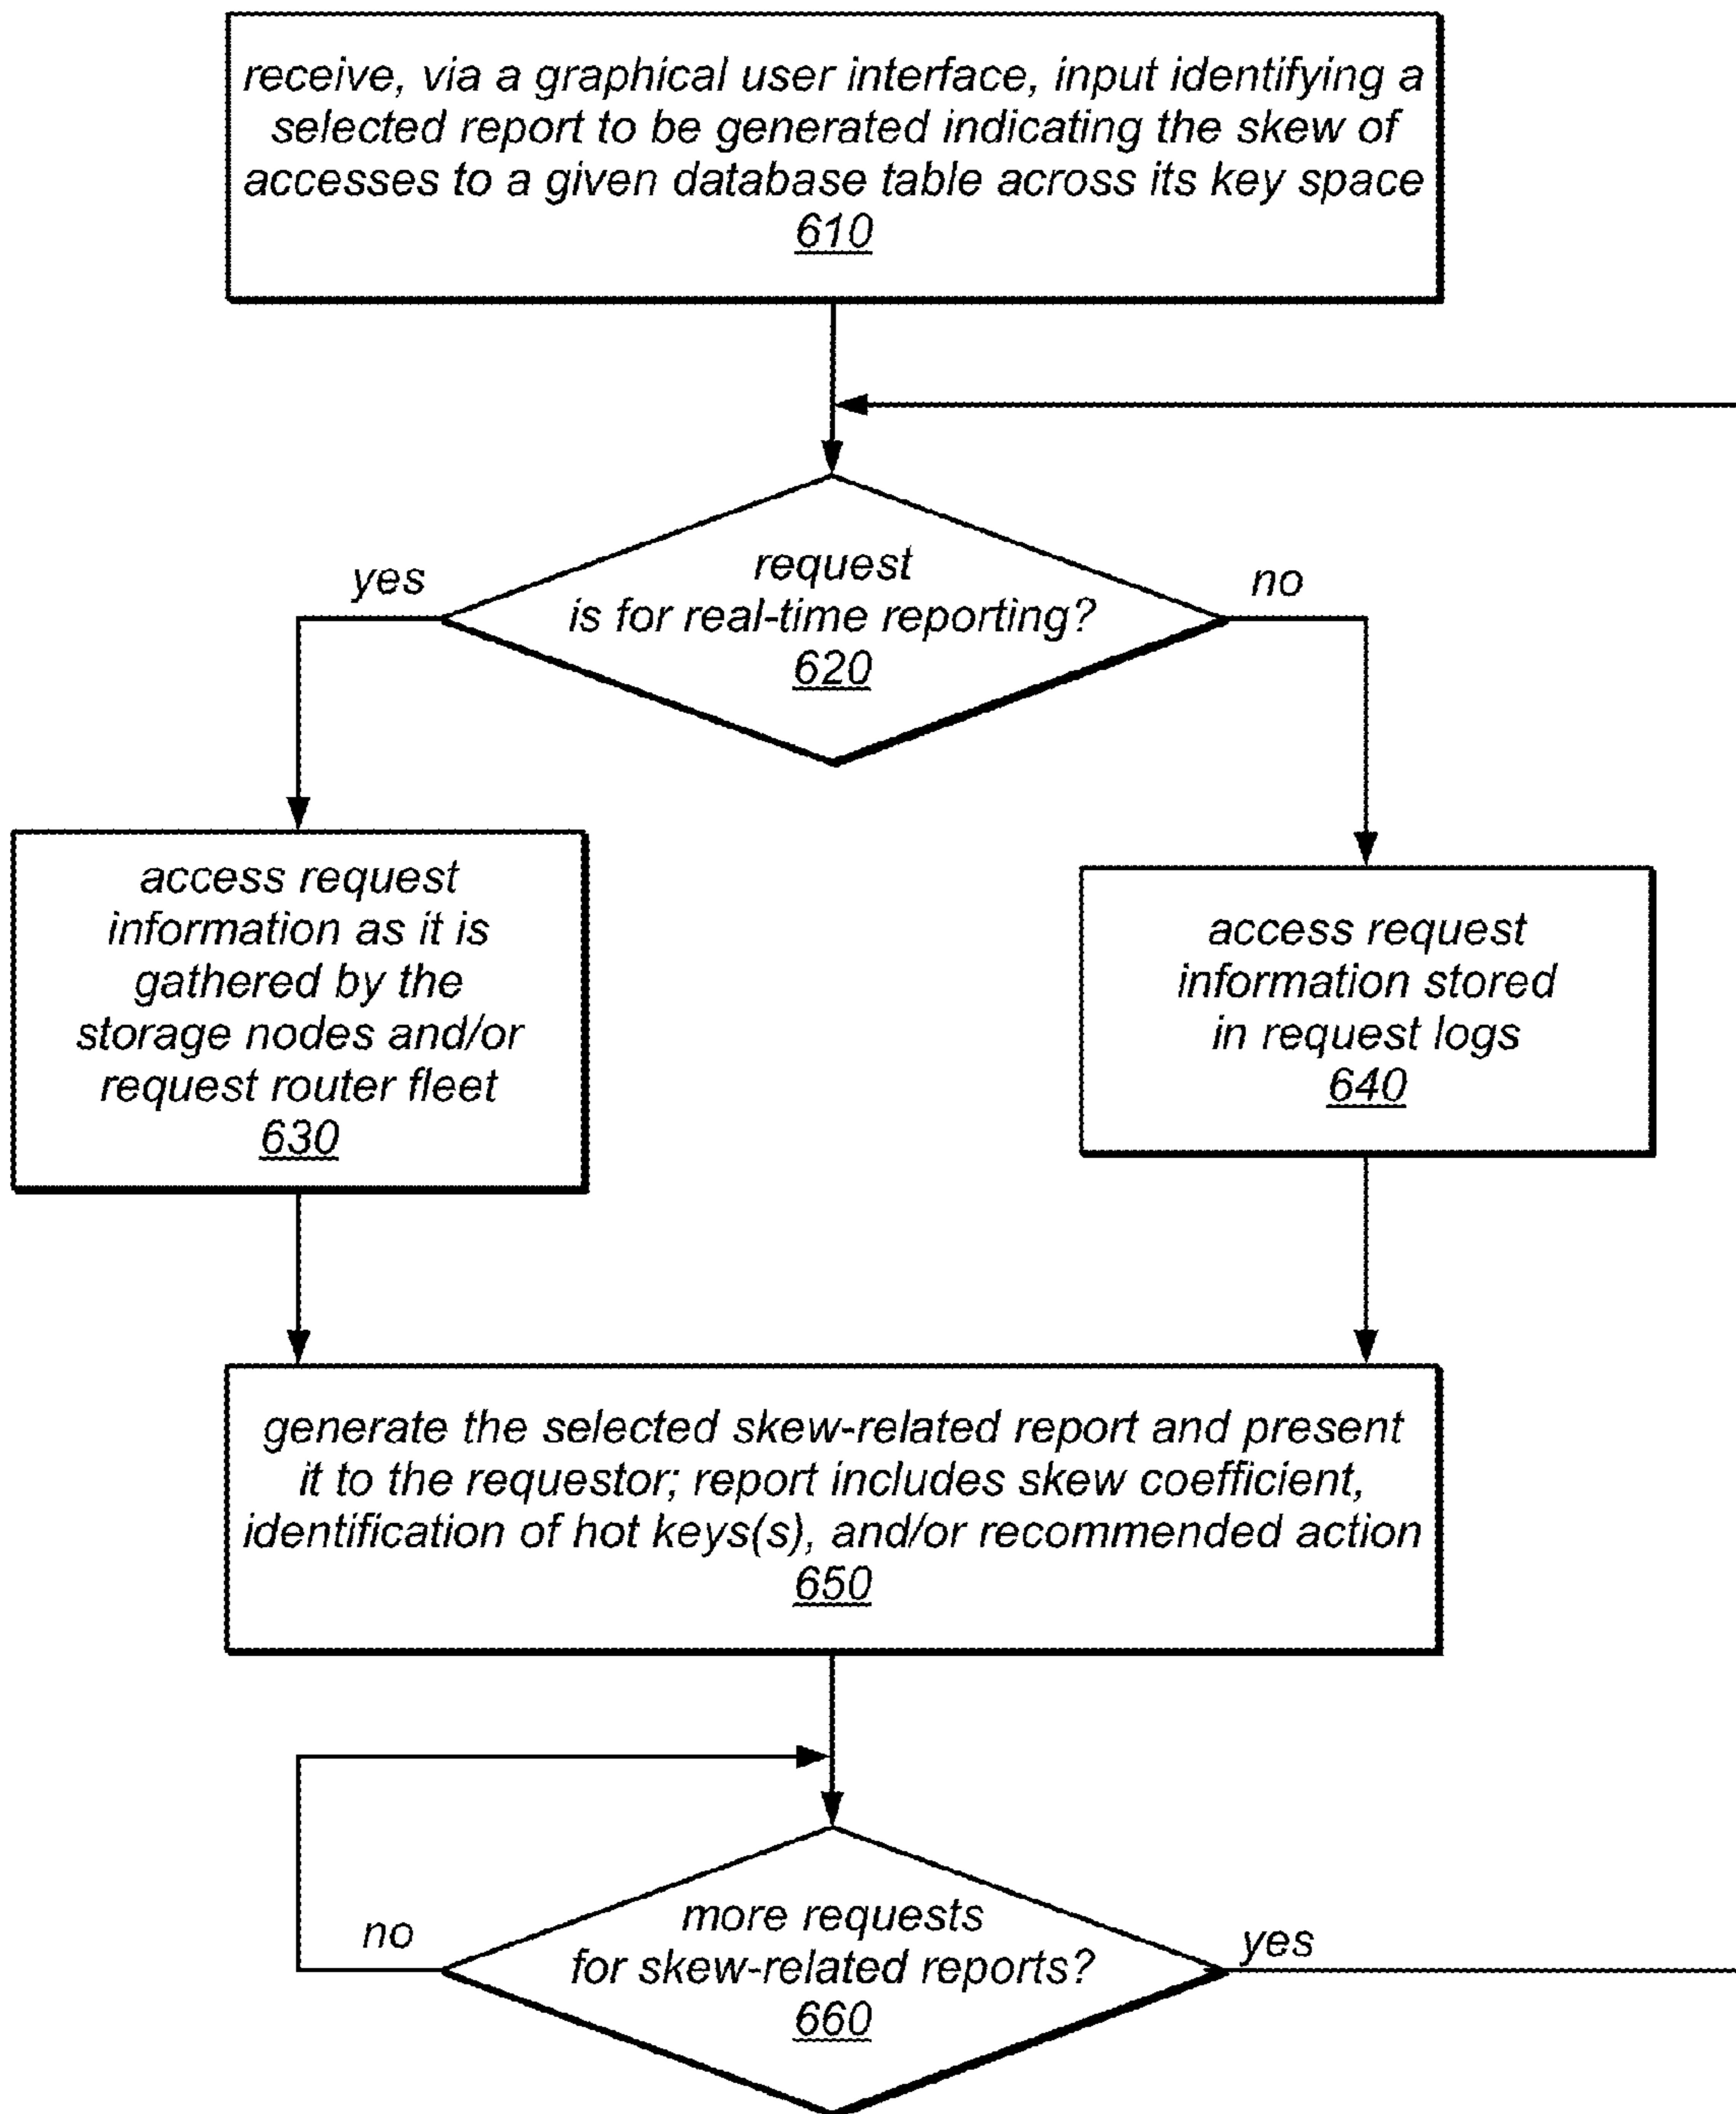 receive, via a graphical user interface, input identifying a
selected report to be generated indicating the skew of
accesses to a given database table across its key space
610
yes
request
is for real-time reporting?
620
no
access request
information as it is
gathered by the
storage nodes and/or
request router fleet
630
access request
information stored
in request logs
640
generate the selected skew-related report and present
it to the requestor; report includes skew coefficient,
identification of hot keys(s), and/or recommended action
650
no
more requests
for skew-related reports?
660
yes